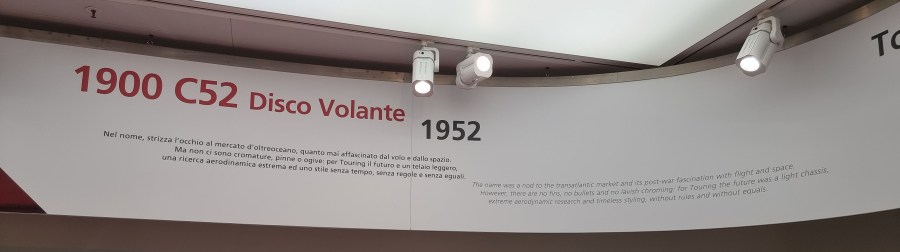 1900 C52 Disco Volante
1952
Nel nome, strizza l'occhio al mercato d'oltreoceano, quanto mai affascinato dal volo e dallo spazio.
Ma non ci sono cromature, pinne o ogive: per Touring il futuro è un telaio leggero,
una ricerca aerodinamica estrema ed uno stile senza tempo, senza regole e senza eguali.
The name was a nod to the transatlantic market and its post-war fascination with flight and space.
However, there are no fins, no bullets and no lavish chroming: for Touring the future was a light chassis,
extreme aerodynamic research and timeless styling, without rules and without equals.